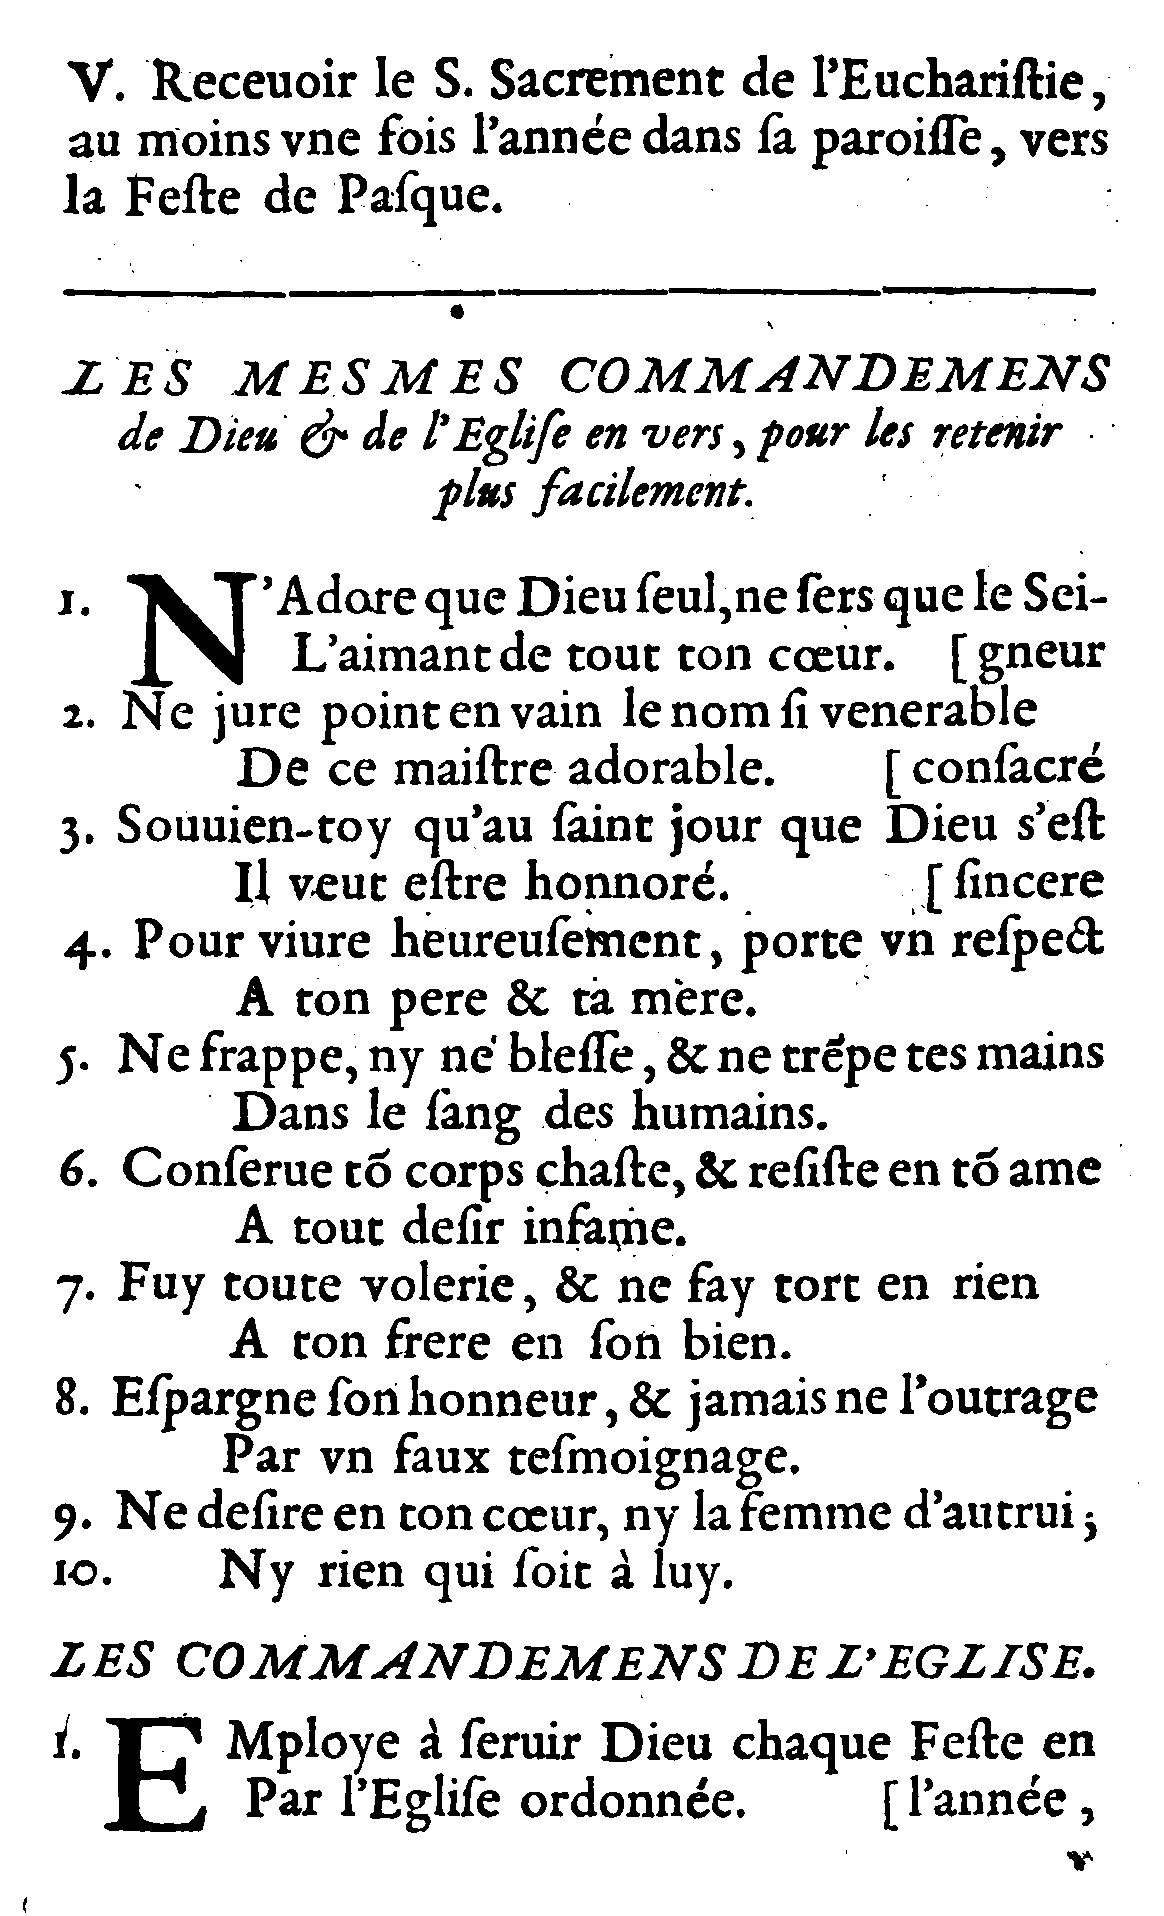 V. Receuoir le S. Sacrement de l'Euchariſtie,
au moins vne fois l'année dans ſa paroiſſe, vers
la Feſte de Paſque.
LES MESMES COMMANDEMENS
de Dieu & de l'Egliſe en vers, pour les retenir
plus facilement.
1. N'Adore que Dieu ſeul, ne ſers que le Sei-
L'aimant de tout ton cœur. [gneur
2. Ne jure point en vain le nom ſi venerable
De ce maiſtre adorable. [conſacré
3. Souuien-toy qu'au ſaint jour que Dieu s'eſt
Il veut eſtre honnoré. [ſincere
4. Pour viure heureuſement, porte vn reſpect
A ton pere & ta mere.
5. Ne frappe, ny ne bleſſe, & ne trẽpe tes mains
Dans le ſang des humains.
6. Conſerue tõ corps chaſte, & reſiſte en tõ ame
A tout deſir infame.
7. Fuy toute volerie, & ne fay tort en rien
A ton frere en ſon bien.
8. Eſpargne ſon honneur, & jamais ne l'outrage
Par vn faux teſmoignage.
9. Ne deſire en ton cœur, ny la femme d'autrui;
10. Ny rien qui ſoit à luy.
LES COMMANDEMENS DE L'EGLISE.
1. EMploye à ſeruir Dieu chaque Feſte en
Par l'Egliſe ordonnée. [l'année,